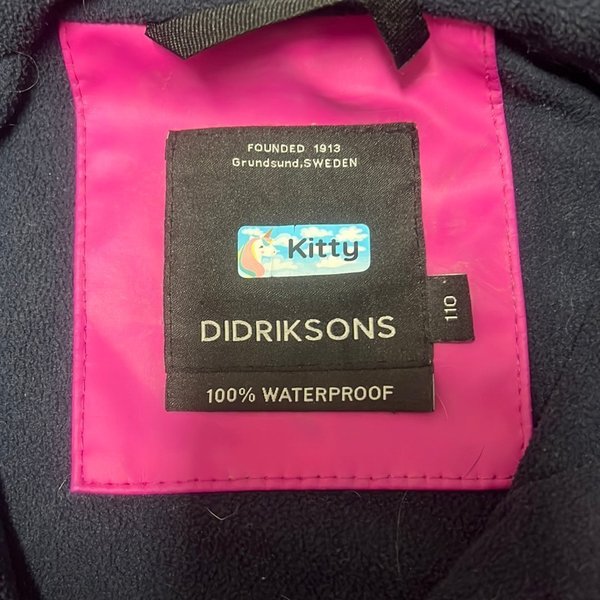 FOUNDED 1913
Grundsund,SWEDEN
Kitty
DIDRIKSONS
110
100% WATERPROOF